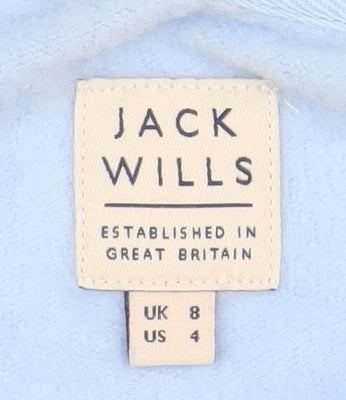 JACK
WILLS
ESTABLISHED IN
GREAT BRITAIN
UK 8
US 4